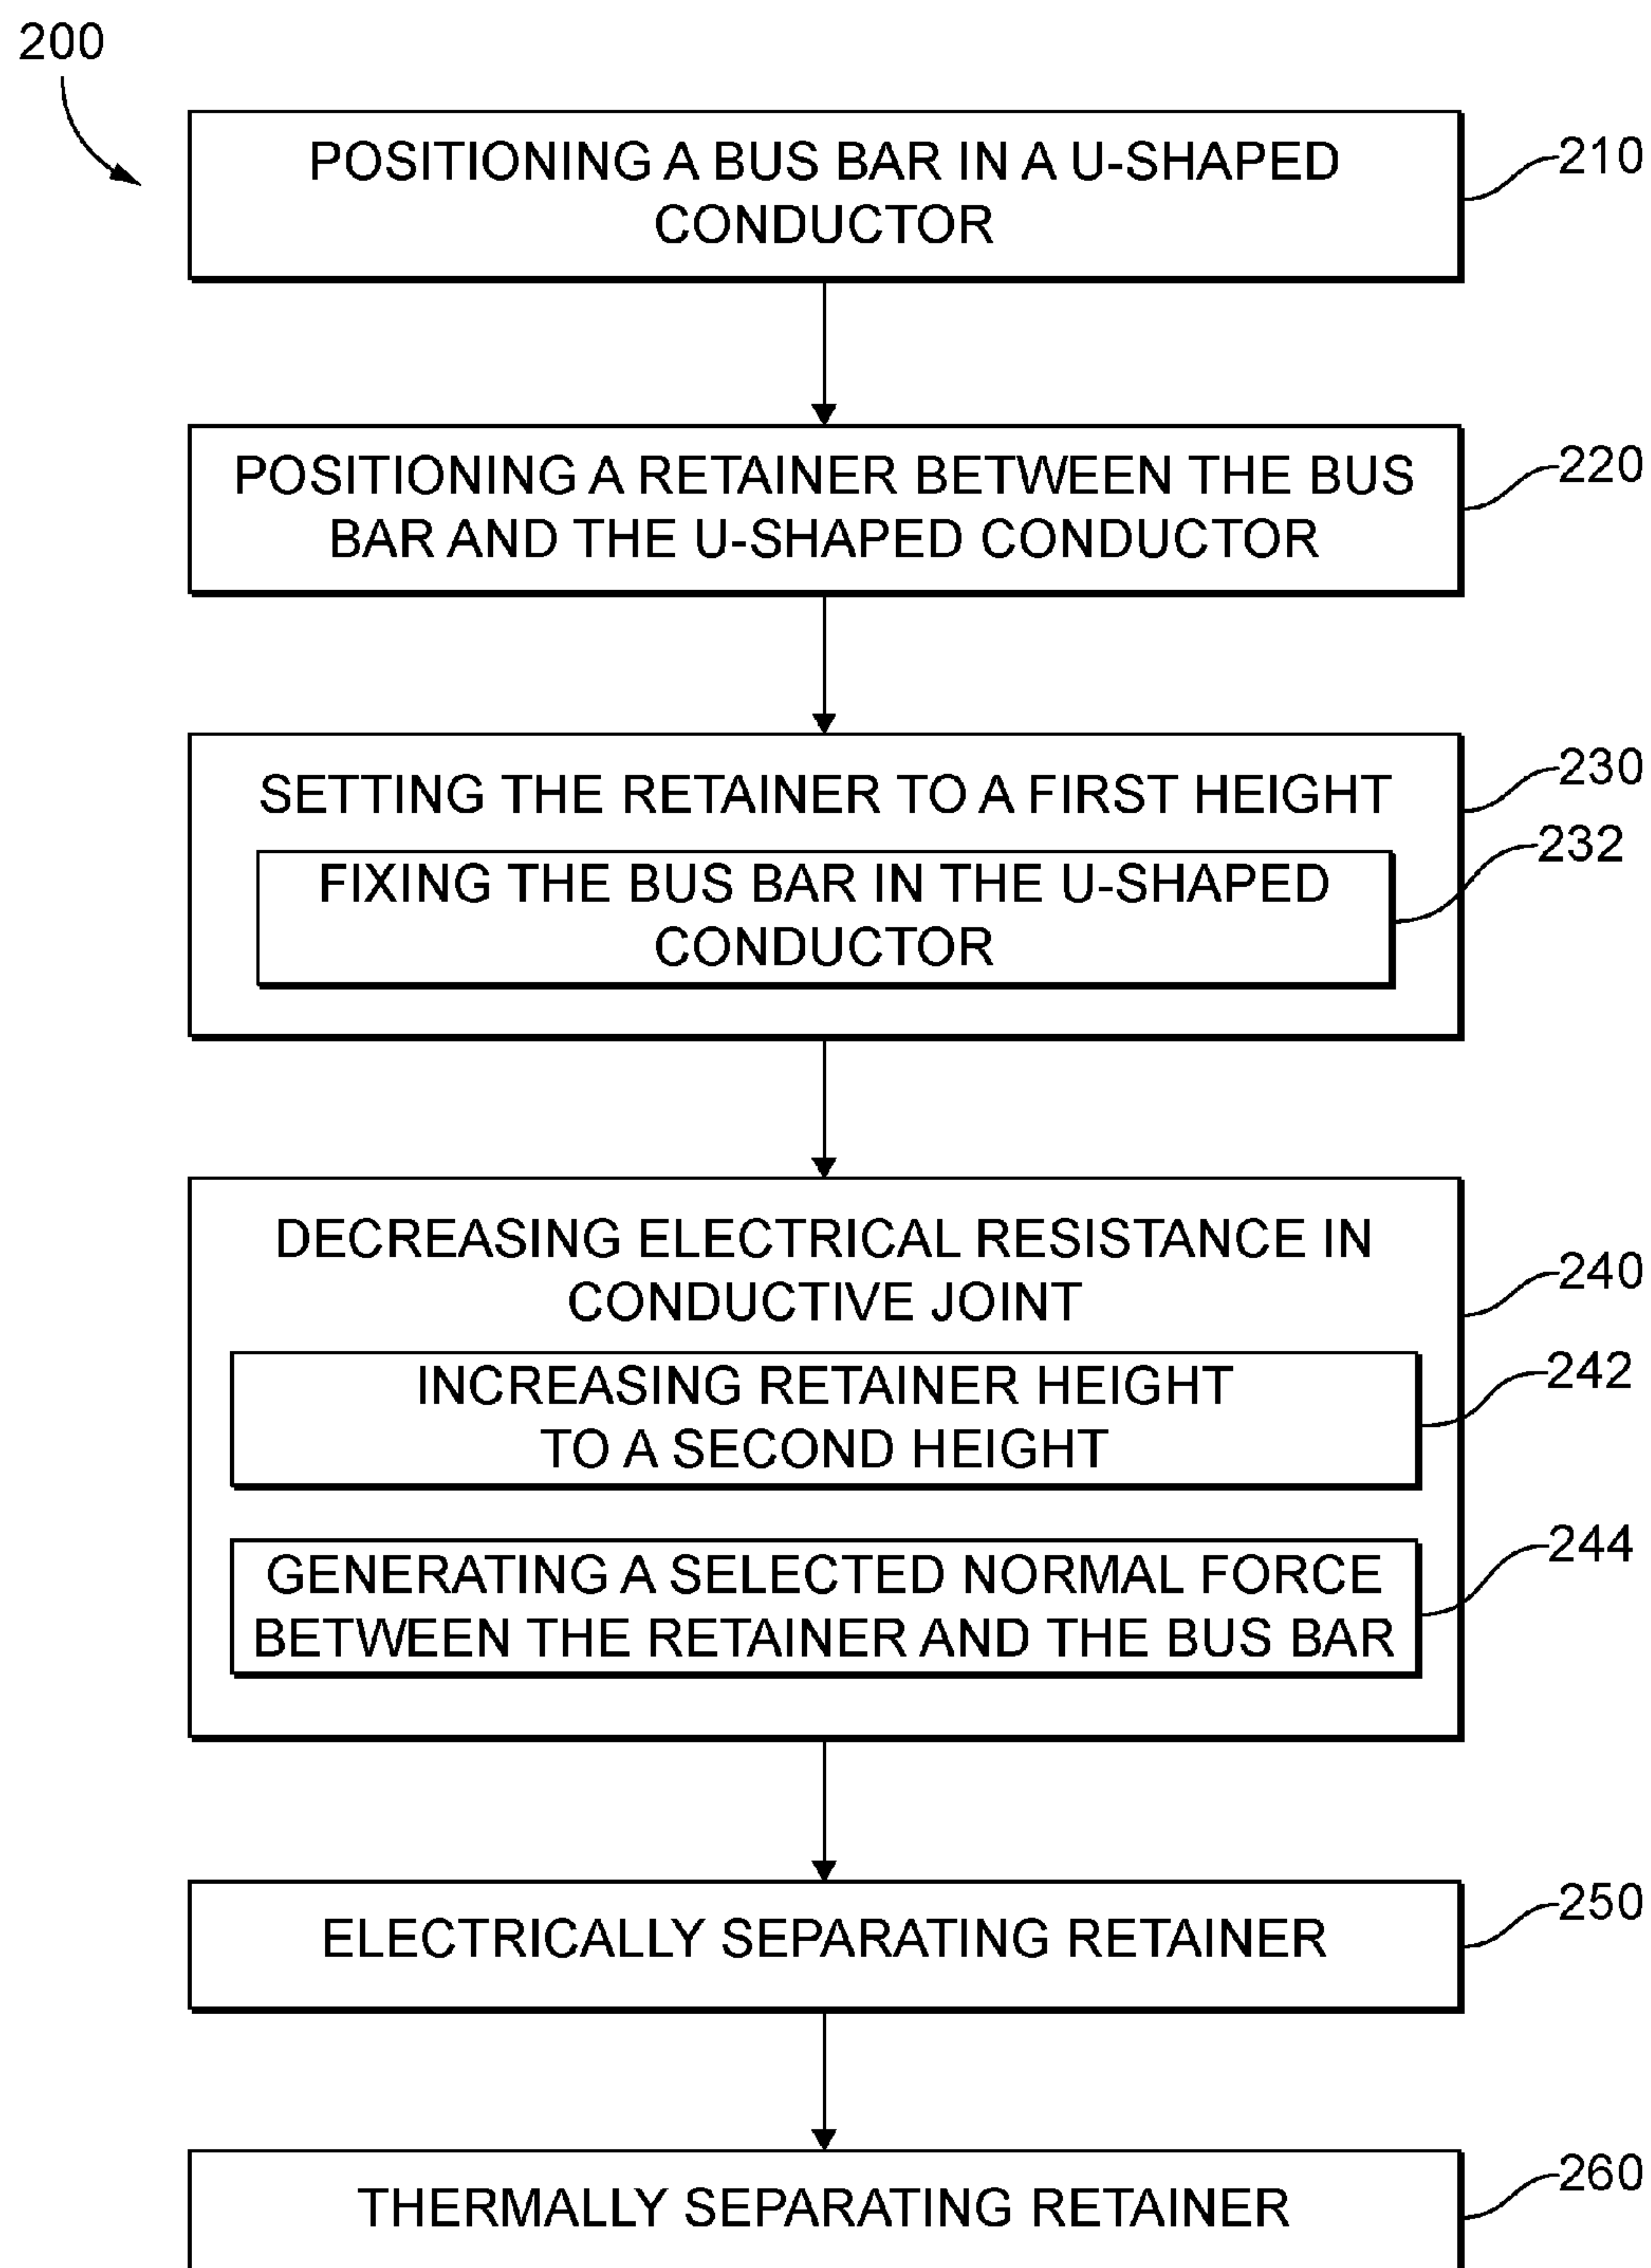 200
POSITIONING A BUS BAR IN A U-SHAPED
CONDUCTOR
210
POSITIONING A RETAINER BETWEEN THE BUS
BAR AND THE U-SHAPED CONDUCTOR
220
SETTING THE RETAINER TO A FIRST HEIGHT
230
FIXING THE BUS BAR IN THE U-SHAPED
CONDUCTOR
232
DECREASING ELECTRICAL RESISTANCE IN
CONDUCTIVE JOINT
240
INCREASING RETAINER HEIGHT
TO A SECOND HEIGHT
242
GENERATING A SELECTED NORMAL FORCE
BETWEEN THE RETAINER AND THE BUS BAR
244
ELECTRICALLY SEPARATING RETAINER
250
THERMALLY SEPARATING RETAINER
260